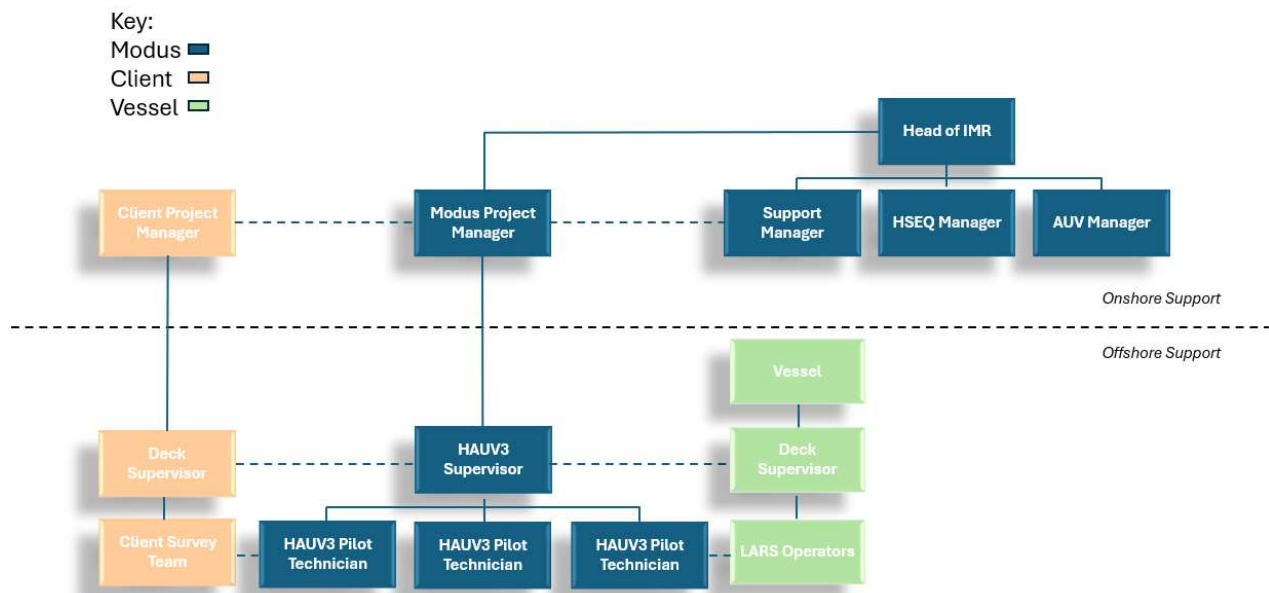 Key:
Modus
Client
Vessel
Head of IMR
Client Project
Manager
Modus Project
Manager
Support
Manager
HSEQ Manager
AUV Manager
Onshore Support
Offshore Support
Vessel
Deck
Supervisor
HAUV3
Supervisor
Deck
Supervisor
Client Survey
Team
HAUV3 Pilot
Technician
HAUV3 Pilot
Technician
HAUV3 Pilot
Technician
LARS Operators